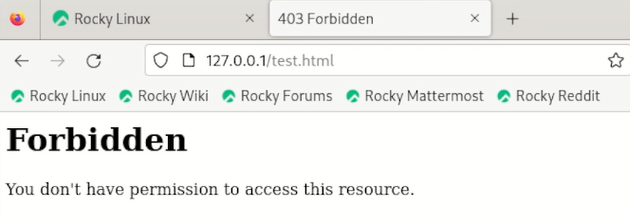 Rocky Linux
403 Forbidden
127.0.0.1/test.html
Rocky Linux Rocky Wiki Rocky Forums Rocky Mattermost Rocky Reddit
Forbidden
You don't have permission to access this resource.